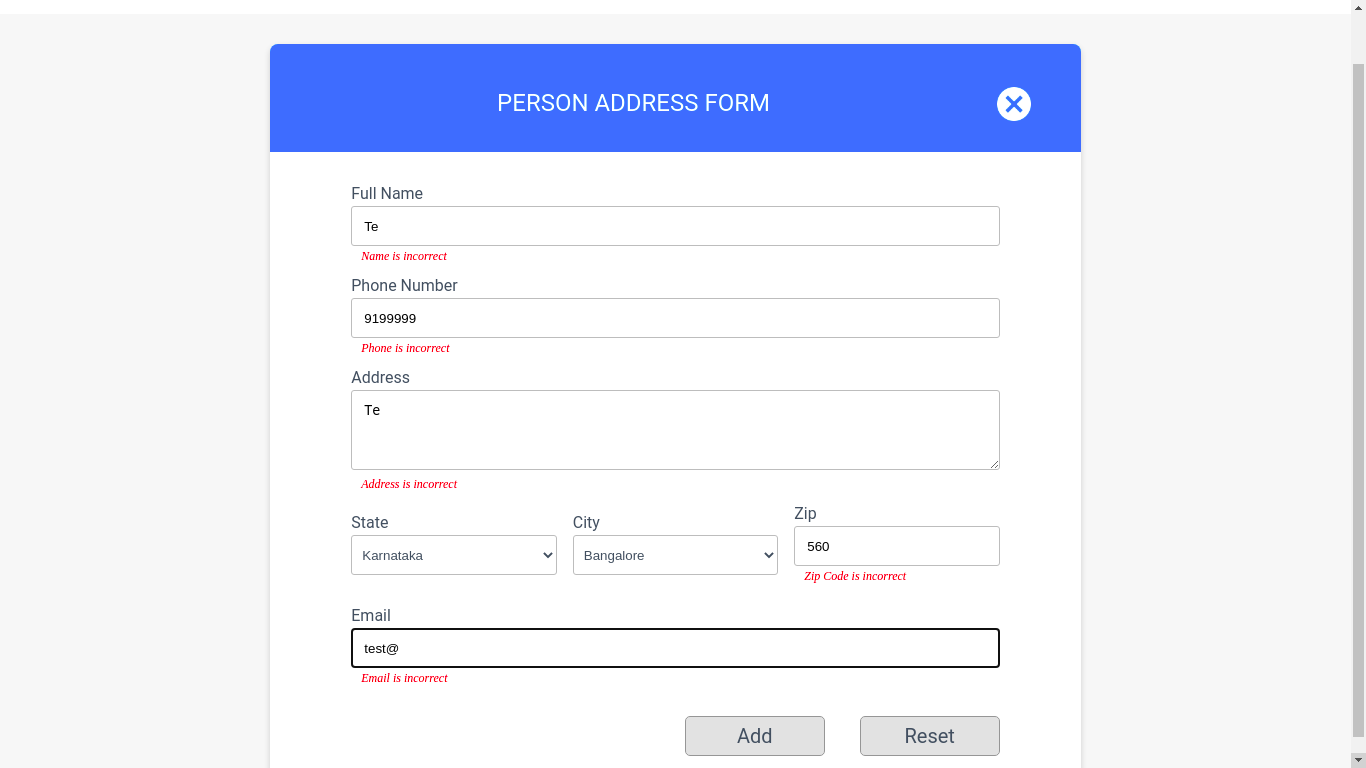 PERSON ADDRESS FORM
Full Name
Te
Name is incorrect
Phone Number
9199999
Phone is incorrect
Address
Te
Address is incorrect
State
City
Zip
Karnataka
Bangalore
560
Zip Code is incorrect
Email
test@
Email is incorrect
Add
Reset